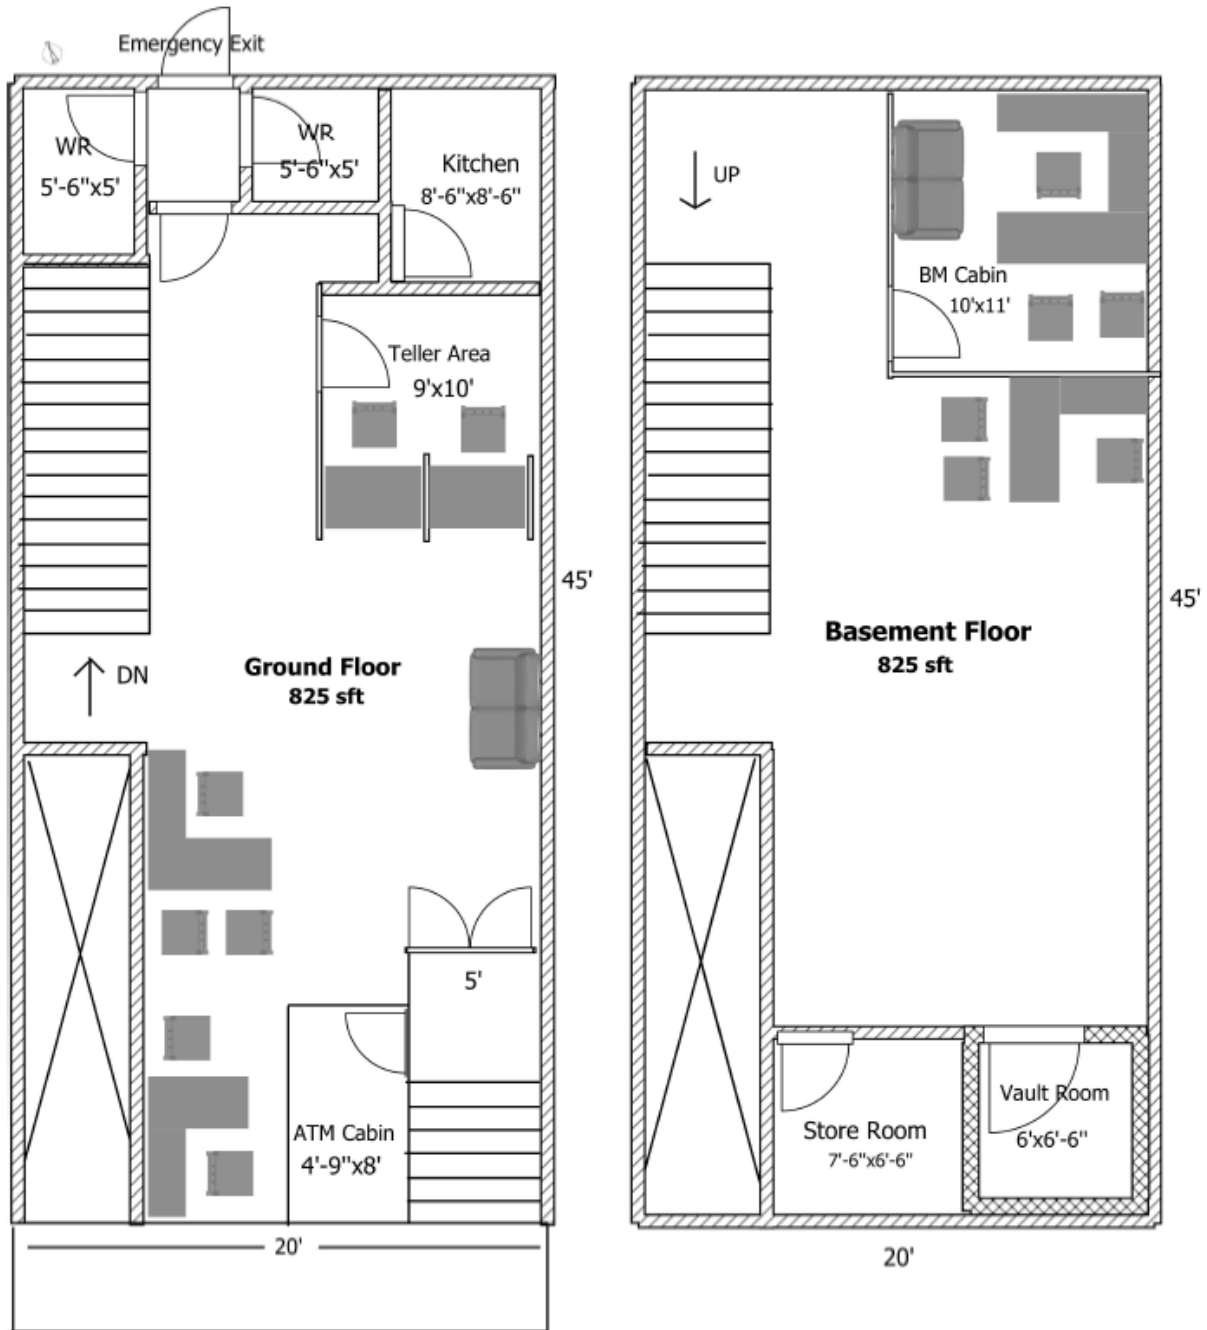 Emergency Exit
WR
5'-6"x5'
WR
5'-6"x5'
Kitchen
8'-6"x8'-6"
Teller Area
9'x10'
45'
DN
Ground Floor
825 sft
5'
ATM Cabin
4'-9"x8'
20'
UP
BM Cabin
10'x11'
45'
Basement Floor
825 sft
Store Room
7'-6"x6'-6"
Vault Room
6'x6'-6"
20'